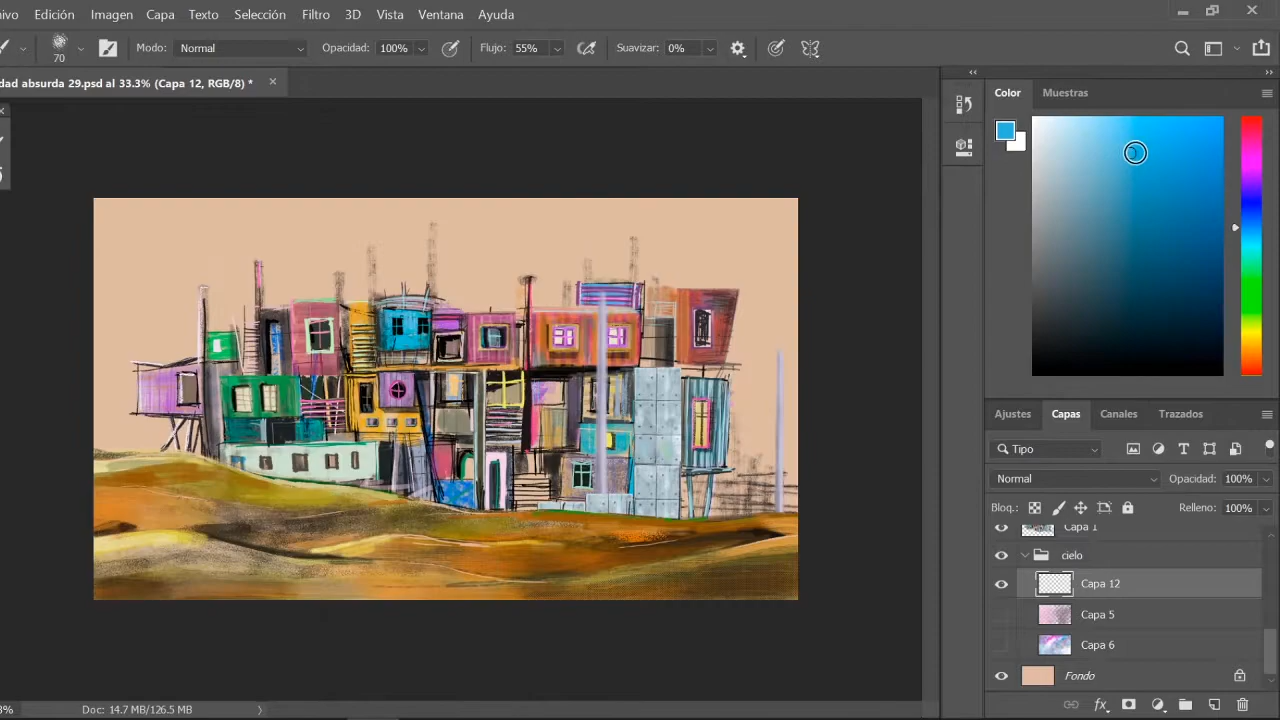 ivo Edición Imagen Capa Texto Selección Filtro 3D Vista Ventana Ayuda
70 Modo: Normal Opacidad: 100% Flujo: 55% Suavizar: 0%
dad absurda 29.psd al 33.3% (Capa 12, RGB/8) *
Color Muestras
Ajustes Capas Canales Trazados
Tipo
Normal Opacidad: 100%
Bloq.: Relleno: 100%
Capa 1
cielo
Capa 12
Capa 5
Capa 6
Fondo
3% Doc: 14.7 MB/126.5 MB